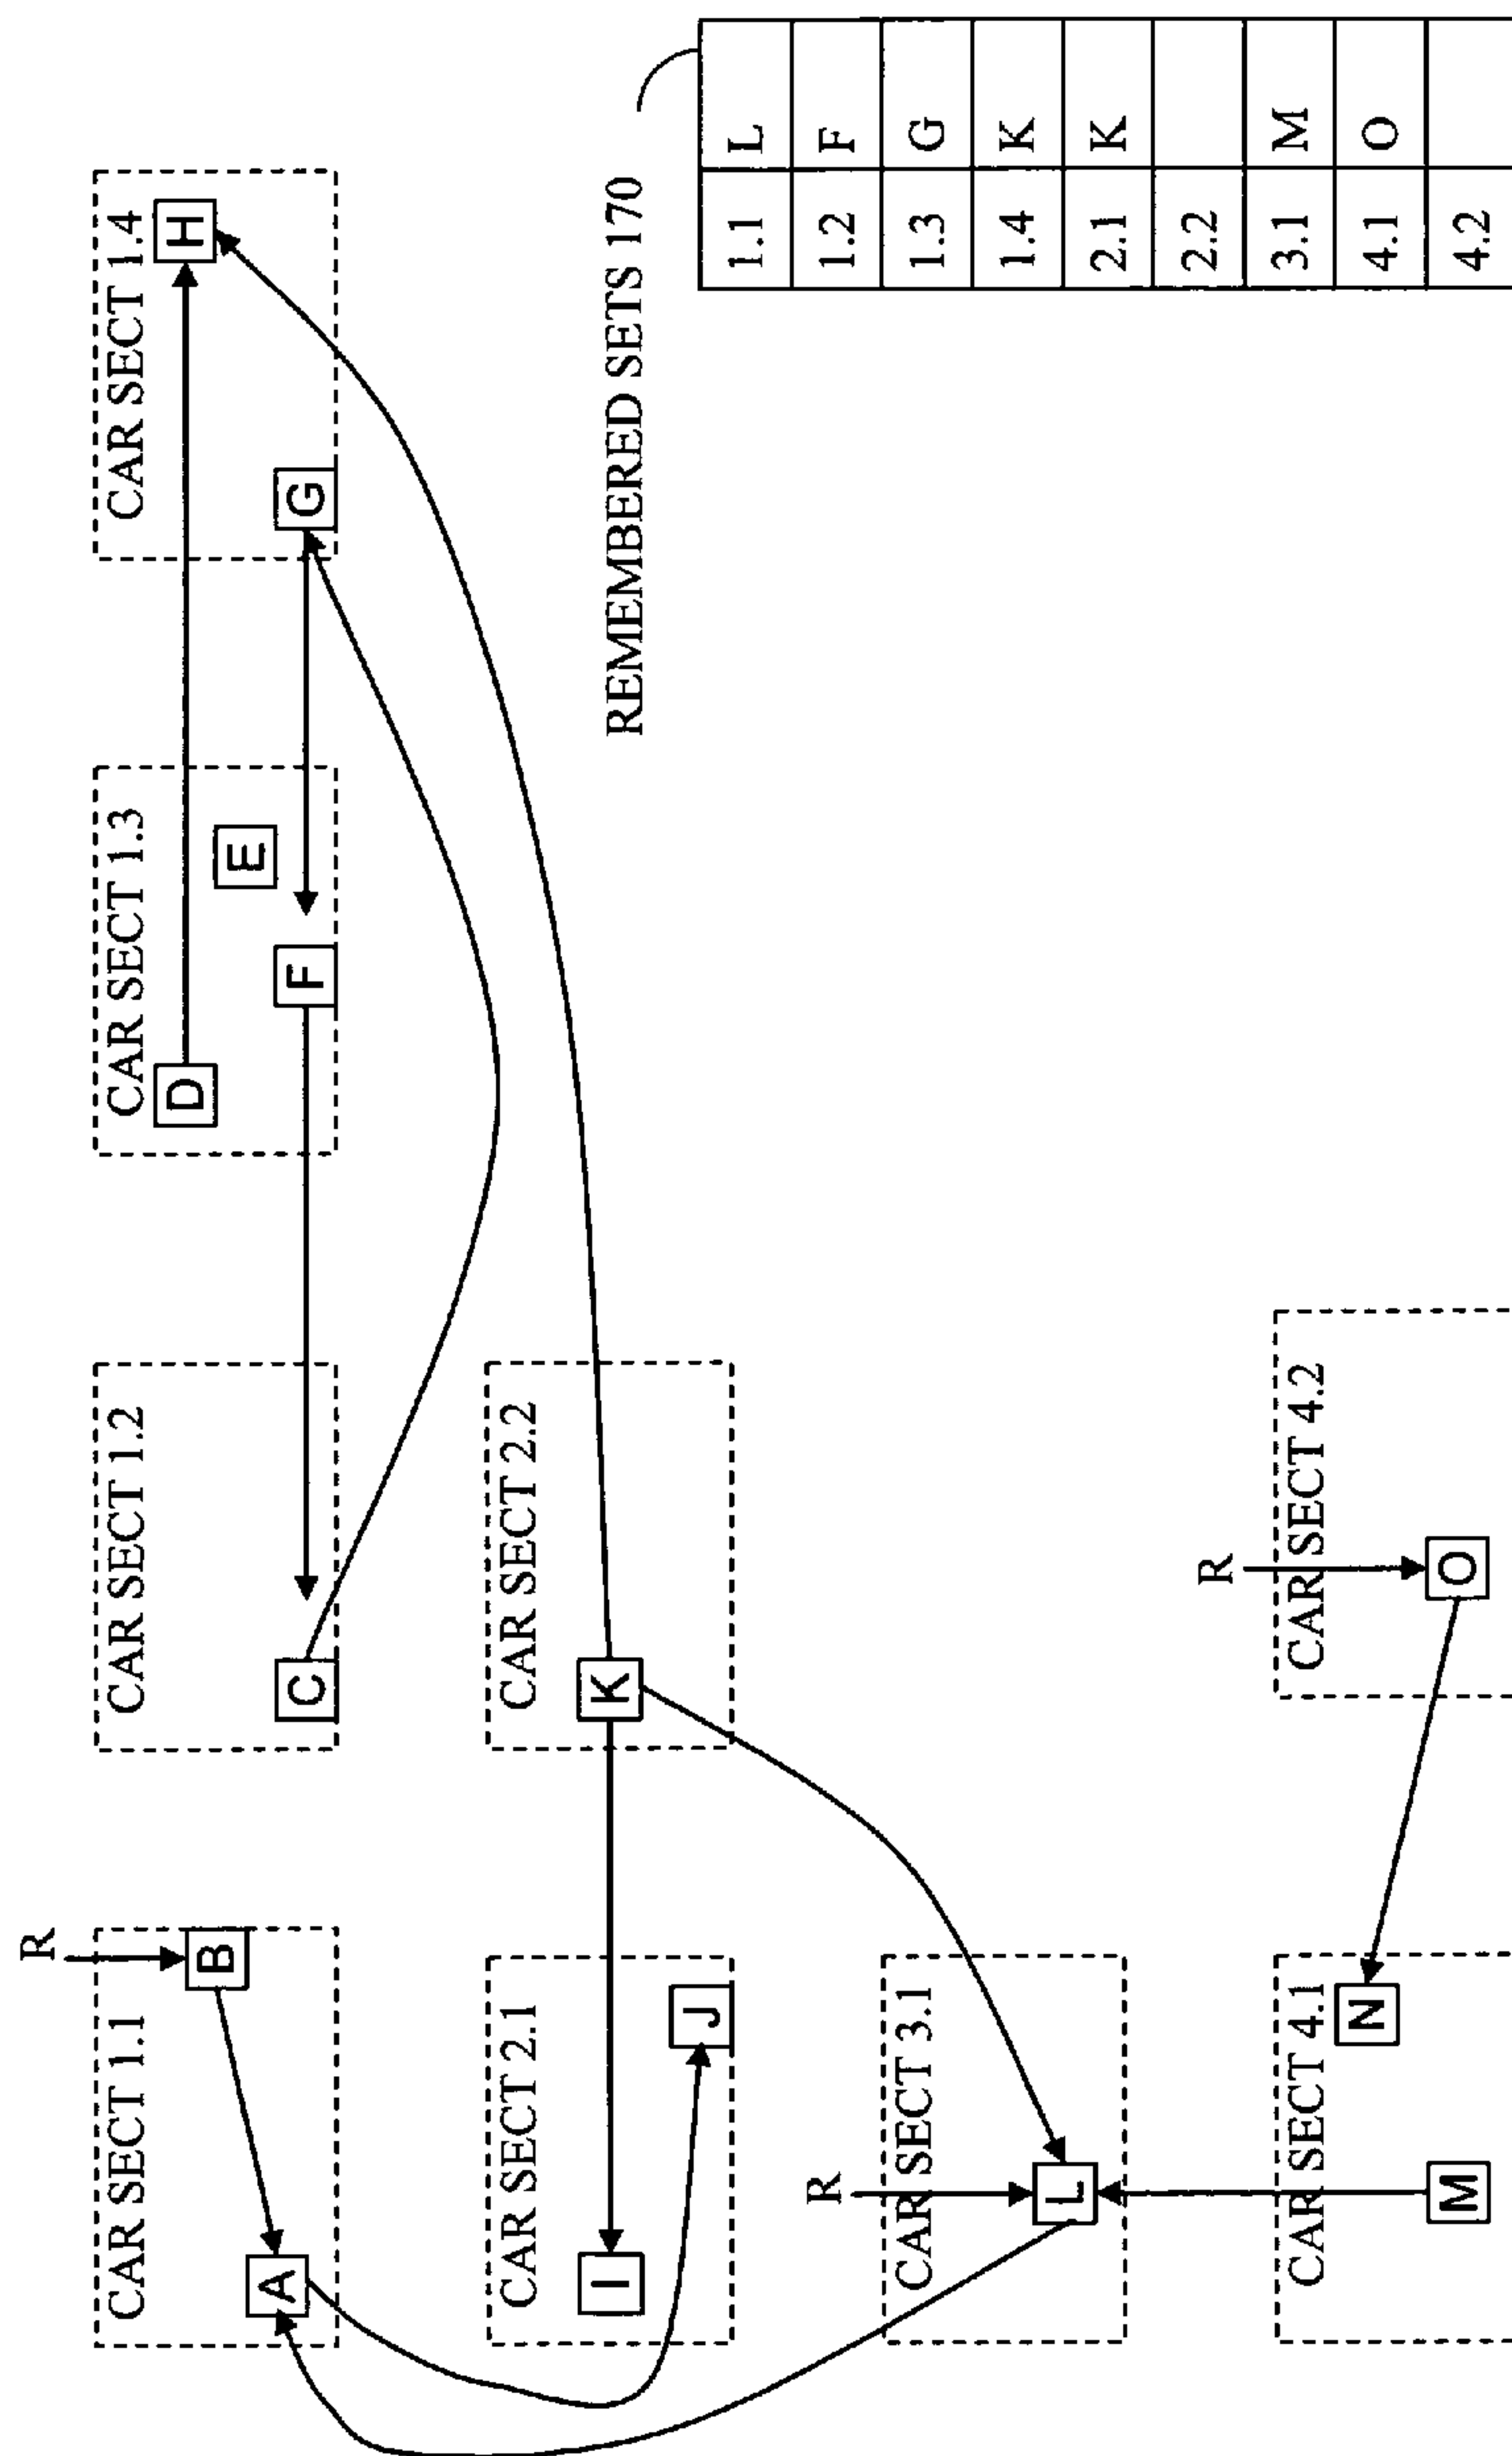 R
CAR SECT 1.1
B
A
CAR SECT 1.2
C
CAR SECT 1.3
D
E
F
CAR SECT 1.4
H
G
CAR SECT 2.1
I
J
CAR SECT 2.2
K
R
CAR SECT 3.1
L
CAR SECT 4.1
N
M
R
CAR SECT 4.2
O
REMEMBERED SETS 170
1.1 L
1.2 F
1.3 G
1.4 K
2.1 K
2.2
3.1 M
4.1 O
4.2